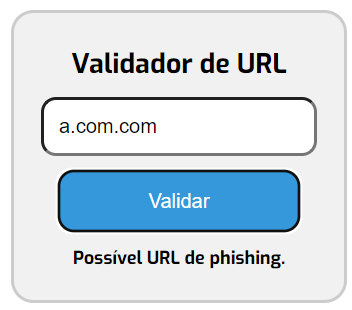 Validador de URL
a.com.com
Validar
Possível URL de phishing.